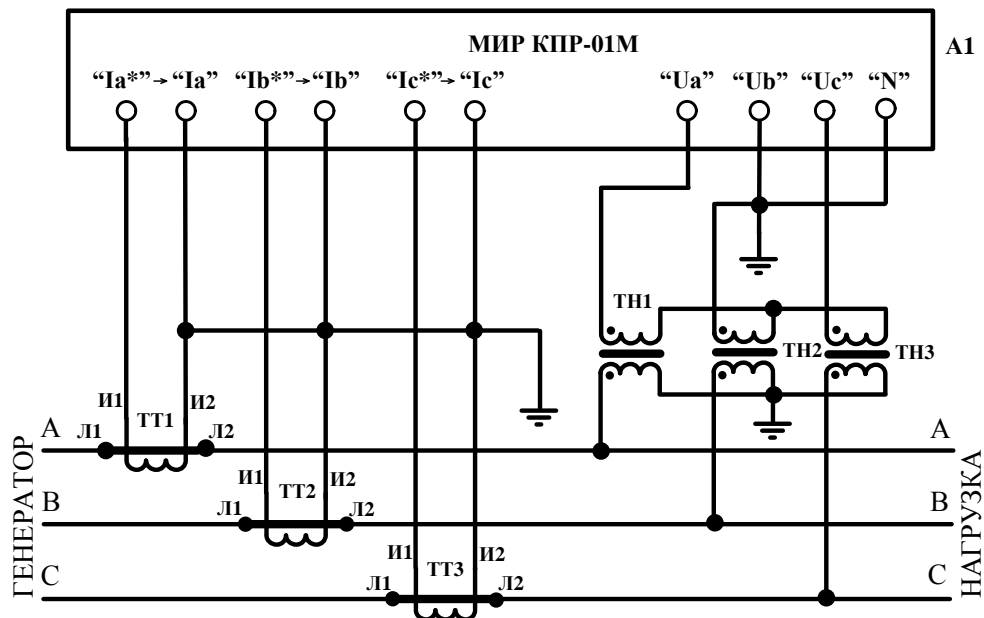 МИР КПР-01М
А1
“Ia*”→“Ia” “Ib*”→“Ib” “Ic*”→“Ic” “Ua” “Ub” “Uc” “N”
ТН1
ТН2
ТН3
И1 ТТ1 И2
A Л1 Л2 A
И1 ТТ2 И2
B Л1 Л2 B
И1 ТТ3 И2
C Л1 Л2 C
ГЕНЕРАТОР
НАГРУЗКА